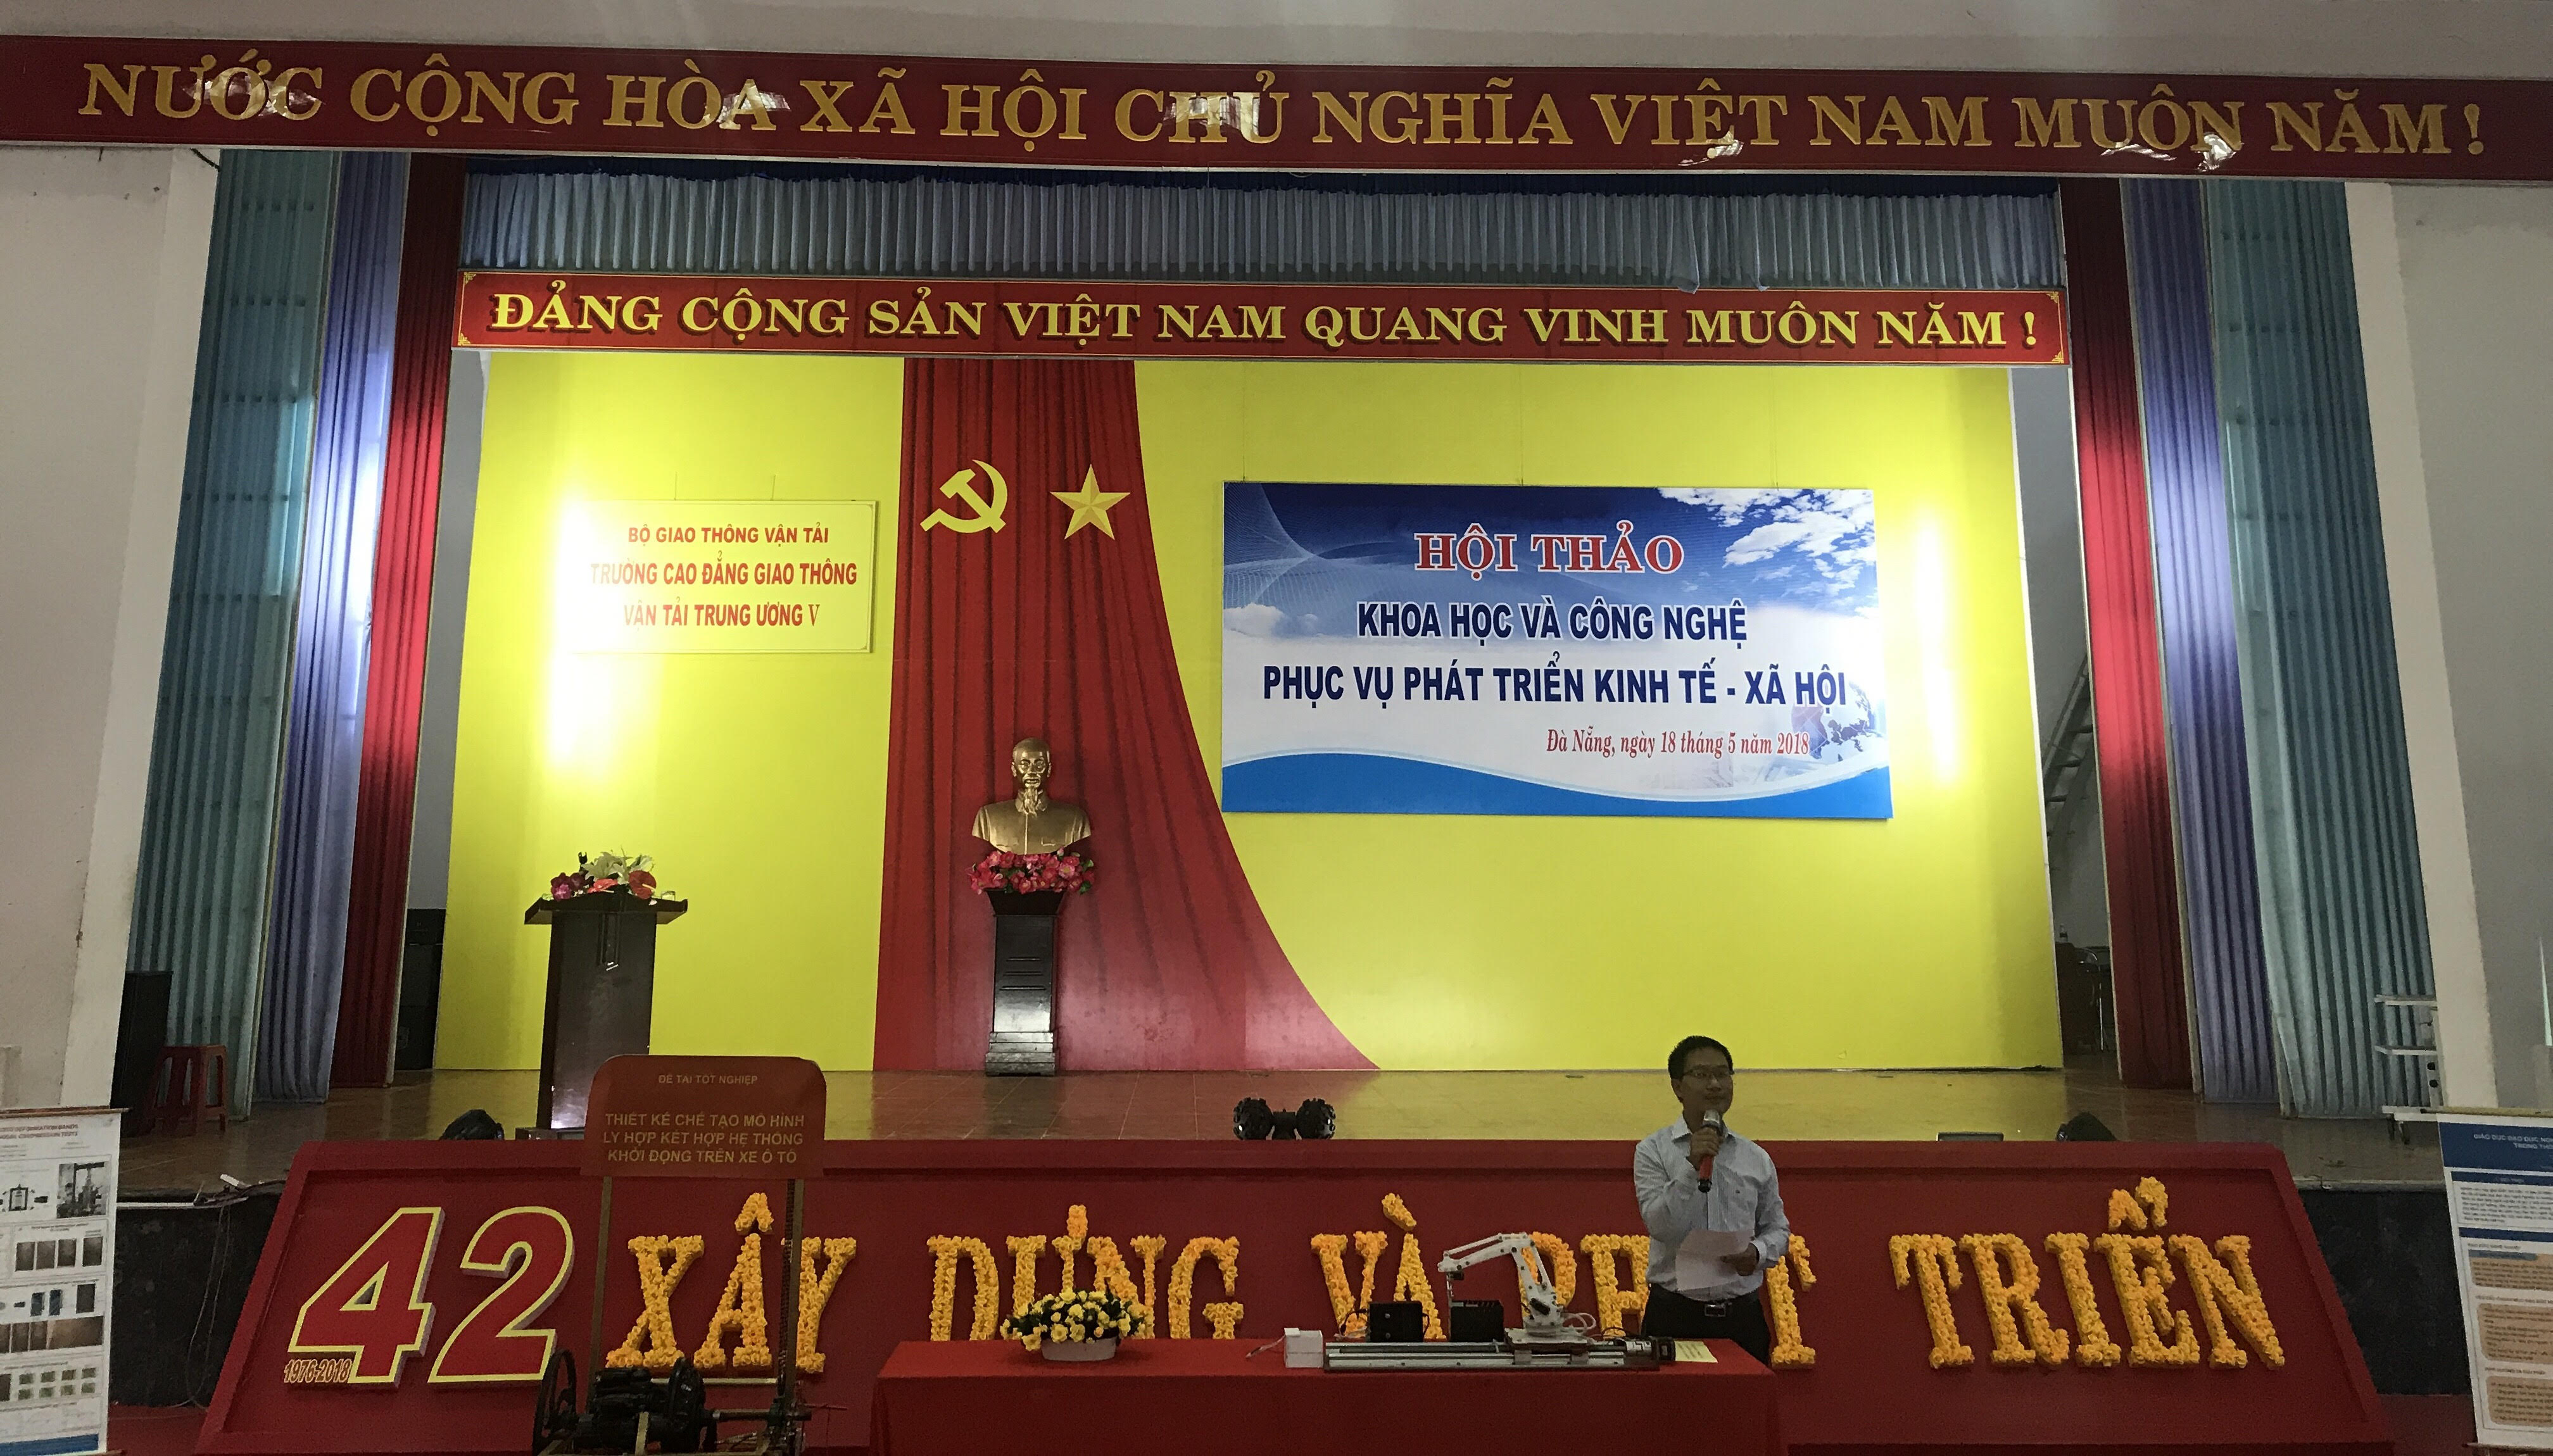 NƯỚC CỘNG HÒA XÃ HỘI CHỦ NGHĨA VIỆT NAM MUÔN NĂM !
ĐẢNG CỘNG SẢN VIỆT NAM QUANG VINH MUÔN NĂM !
BỘ GIAO THÔNG VẬN TẢI
TRƯỜNG CAO ĐẲNG GIAO THÔNG
VẬN TẢI TRUNG ƯƠNG V
HỘI THẢO
KHOA HỌC VÀ CÔNG NGHỆ
PHỤC VỤ PHÁT TRIỂN KINH TẾ - XÃ HỘI
Đà Nẵng, ngày 18 tháng 5 năm 2018
ĐỀ TÀI TỐT NGHIỆP
THIẾT KẾ CHẾ TẠO MÔ HÌNH
LY HỢP KẾT HỢP HỆ THỐNG
KHỞI ĐỘNG TRÊN XE Ô TÔ
42 XÂY DỰNG VÀ PHÁT TRIỂN
1976-2018